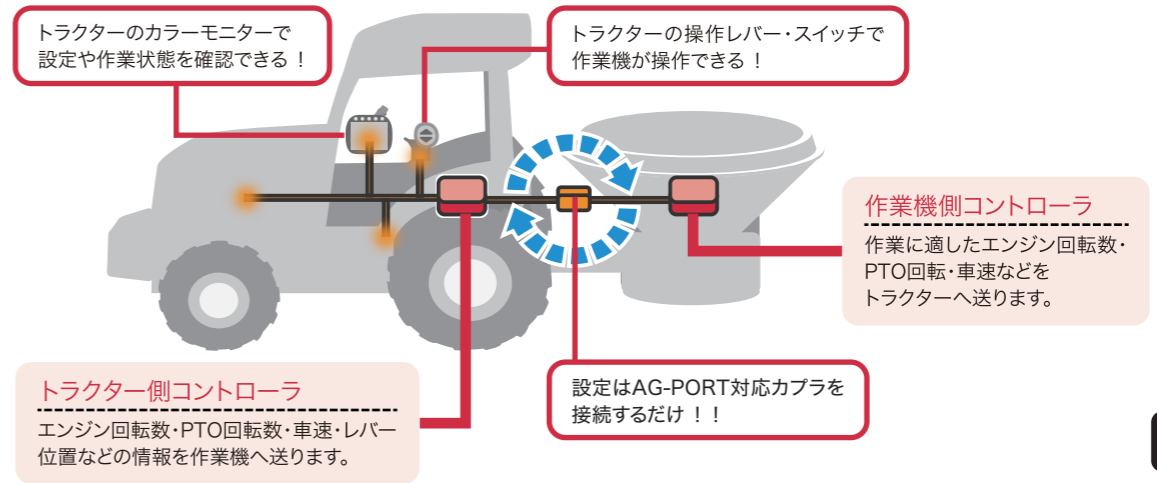 トラクターのカラーモニターで
設定や作業状態を確認できる！
トラクターの操作レバー・スイッチで
作業機が操作できる！
作業機側コントローラ
作業に適したエンジン回転数・
PTO回転・車速などを
トラクターへ送ります。
設定はAG-PORT対応カプラを
接続するだけ！！
トラクター側コントローラ
エンジン回転数・PTO回転数・車速・レバー
位置などの情報を作業機へ送ります。